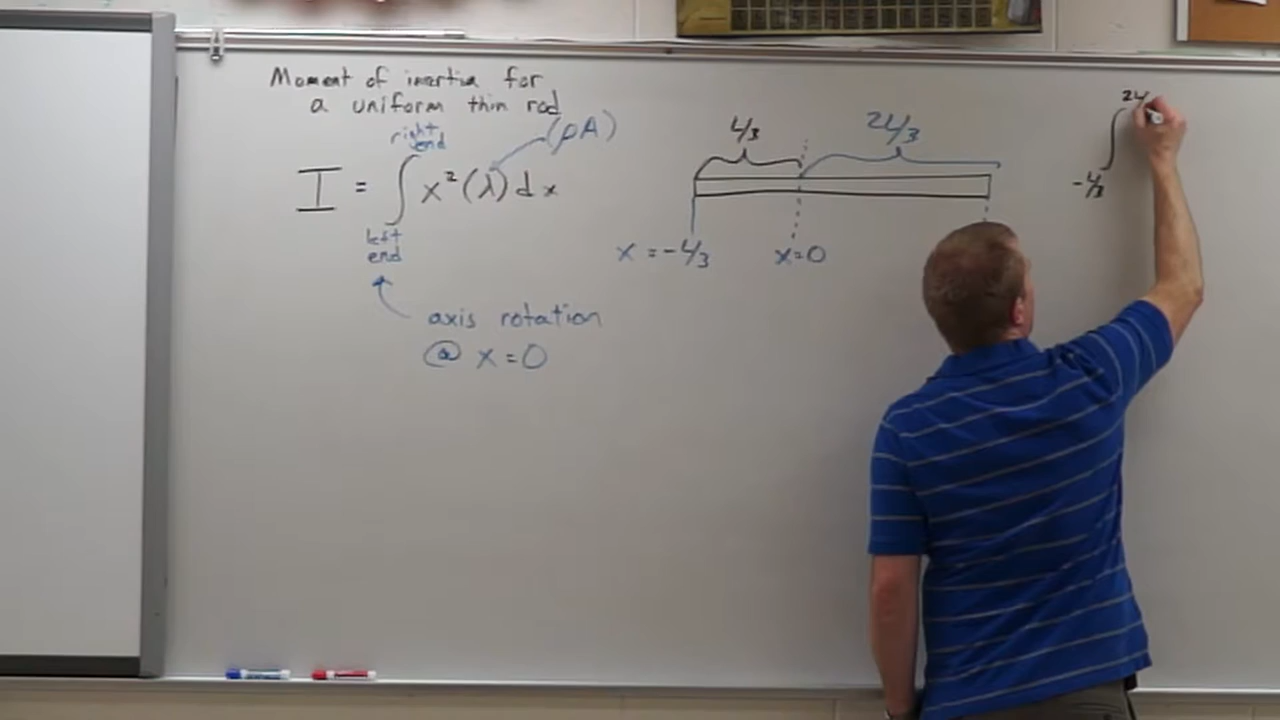 Moment of inertia for
a uniform thin rod
right
end
(ρA)
I = ∫ x²(λ)dx
left
end
axis rotation
@ x=0
L/3
2L/3
x = -L/3
x=0
2L
∫
-L/3